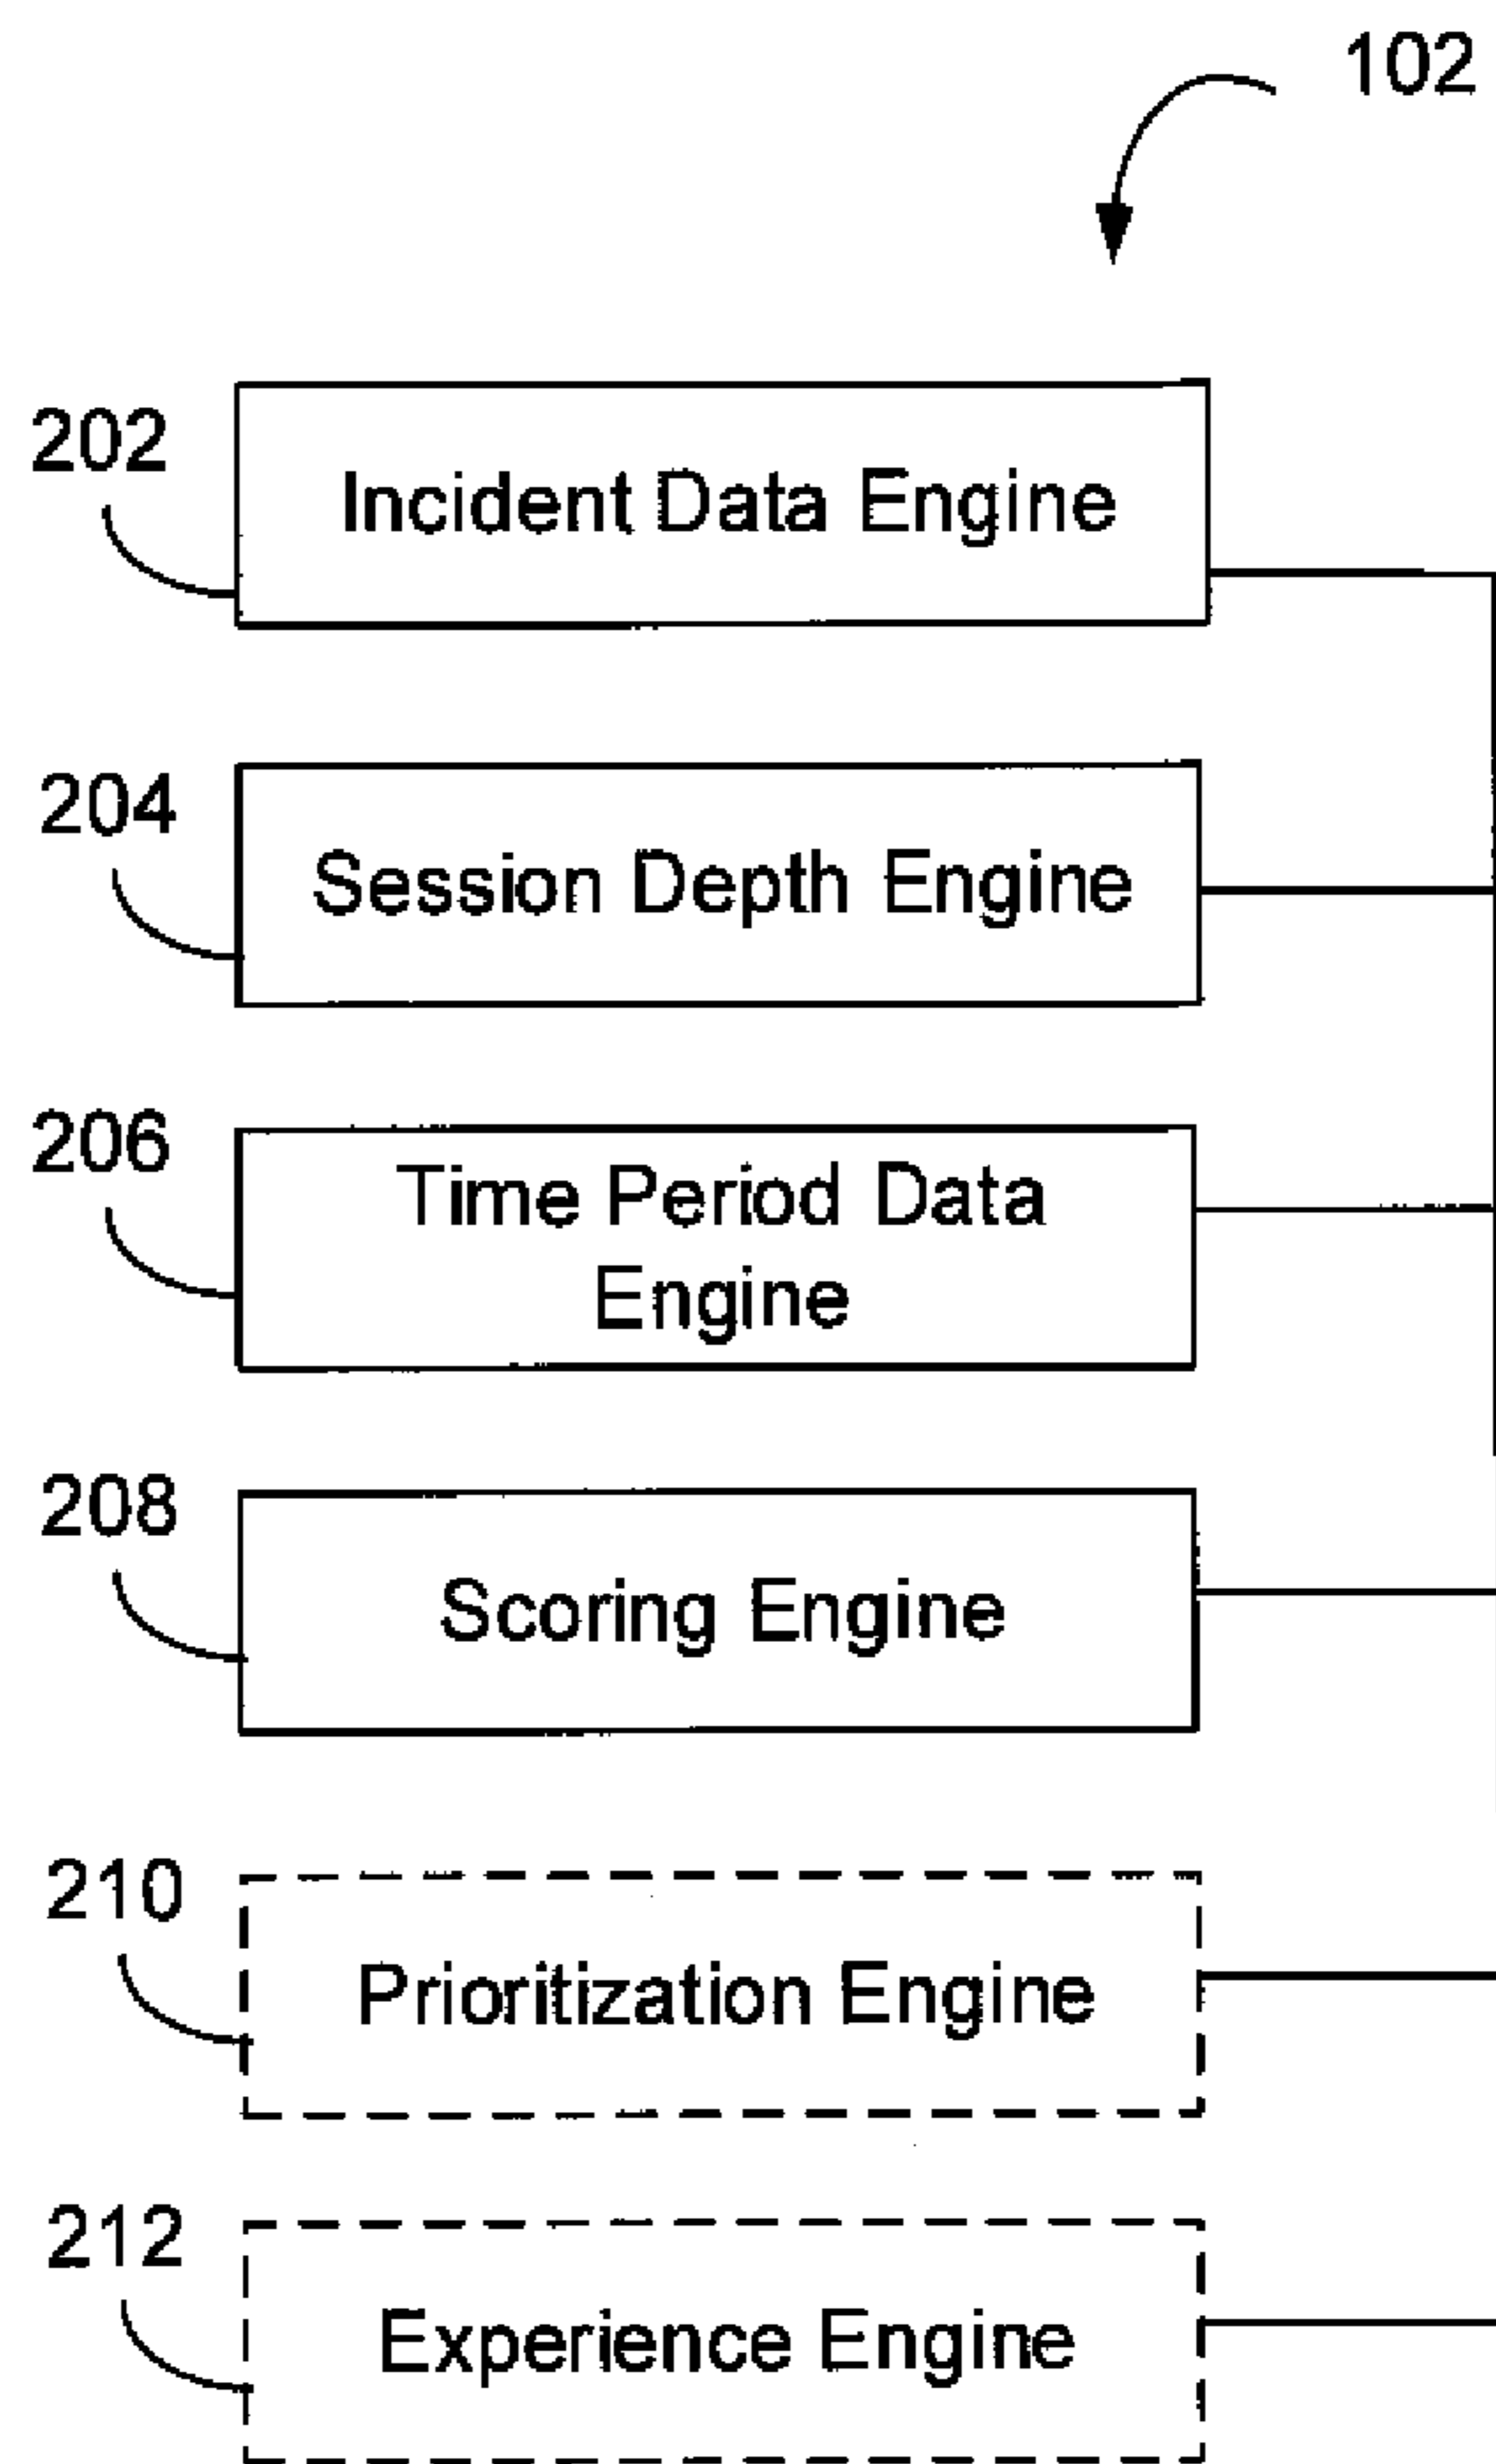 102
202
Incident Data Engine
204
Session Depth Engine
206
Time Period Data
Engine
208
Scoring Engine
210
Prioritization Engine
212
Experience Engine